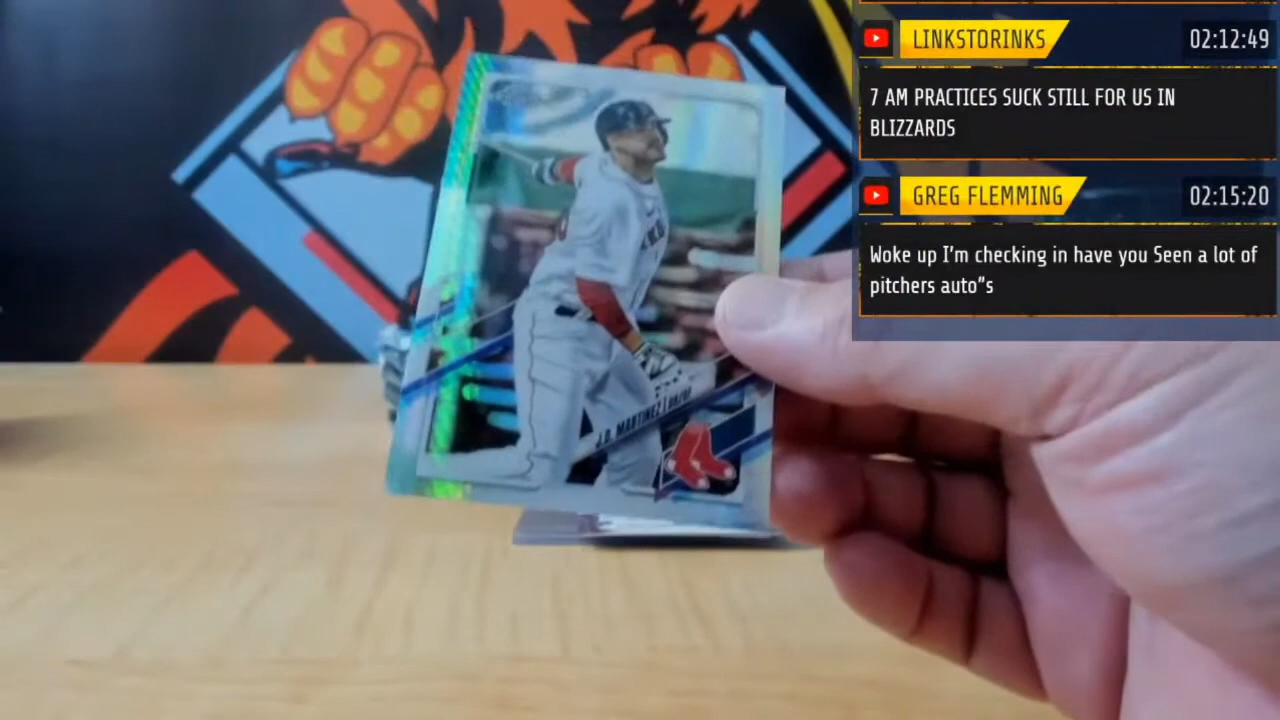 LINKSTORINKS
02:12:49
7 AM PRACTICES SUCK STILL FOR US IN
BLIZZARDS
GREG FLEMMING
02:15:20
Woke up I'm checking in have you Seen a lot of
pitchers auto"s
J.D. MARTINEZ